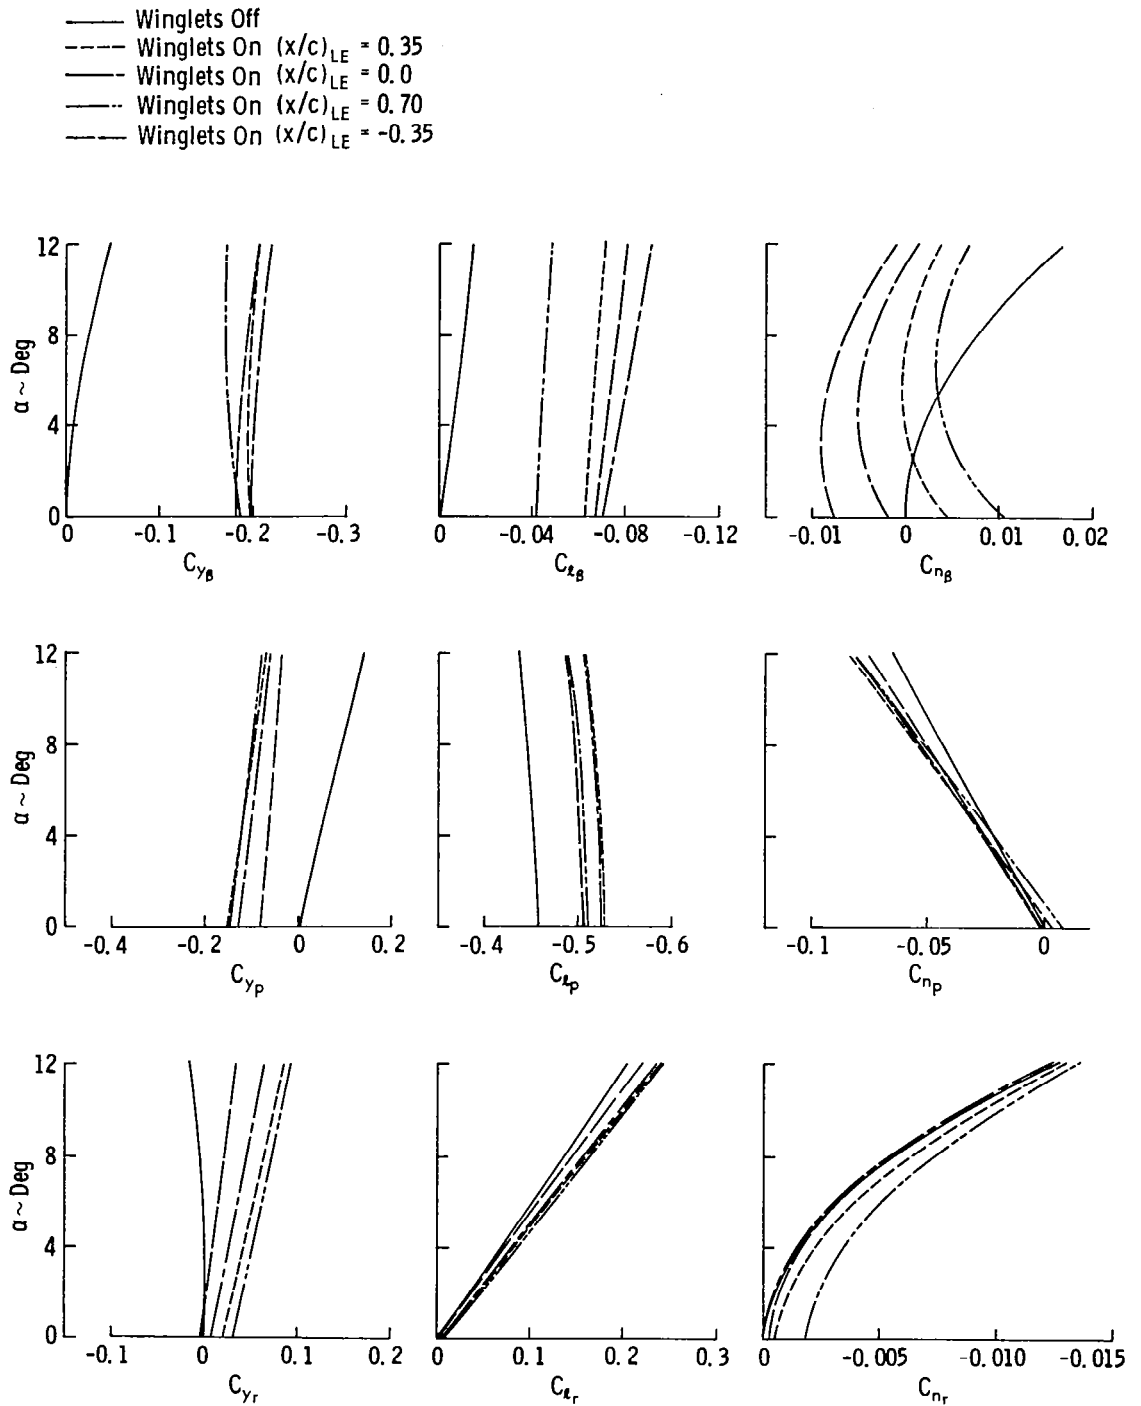 Winglets Off
Winglets On (x/c)LE = 0.35
Winglets On (x/c)LE = 0.0
Winglets On (x/c)LE = 0.70
Winglets On (x/c)LE = -0.35
12
8
4
0
α ~ Deg
0 -0.1 -0.2 -0.3
Cyβ
0 -0.04 -0.08 -0.12
Cℓβ
-0.01 0 0.01 0.02
Cnβ
12
8
4
0
α ~ Deg
-0.4 -0.2 0 0.2
Cyp
-0.4 -0.5 -0.6
Cℓp
-0.1 -0.05 0
Cnp
12
8
4
0
α ~ Deg
-0.1 0 0.1 0.2
Cyr
0 0.1 0.2 0.3
Cℓr
0 -0.005 -0.010 -0.015
Cnr